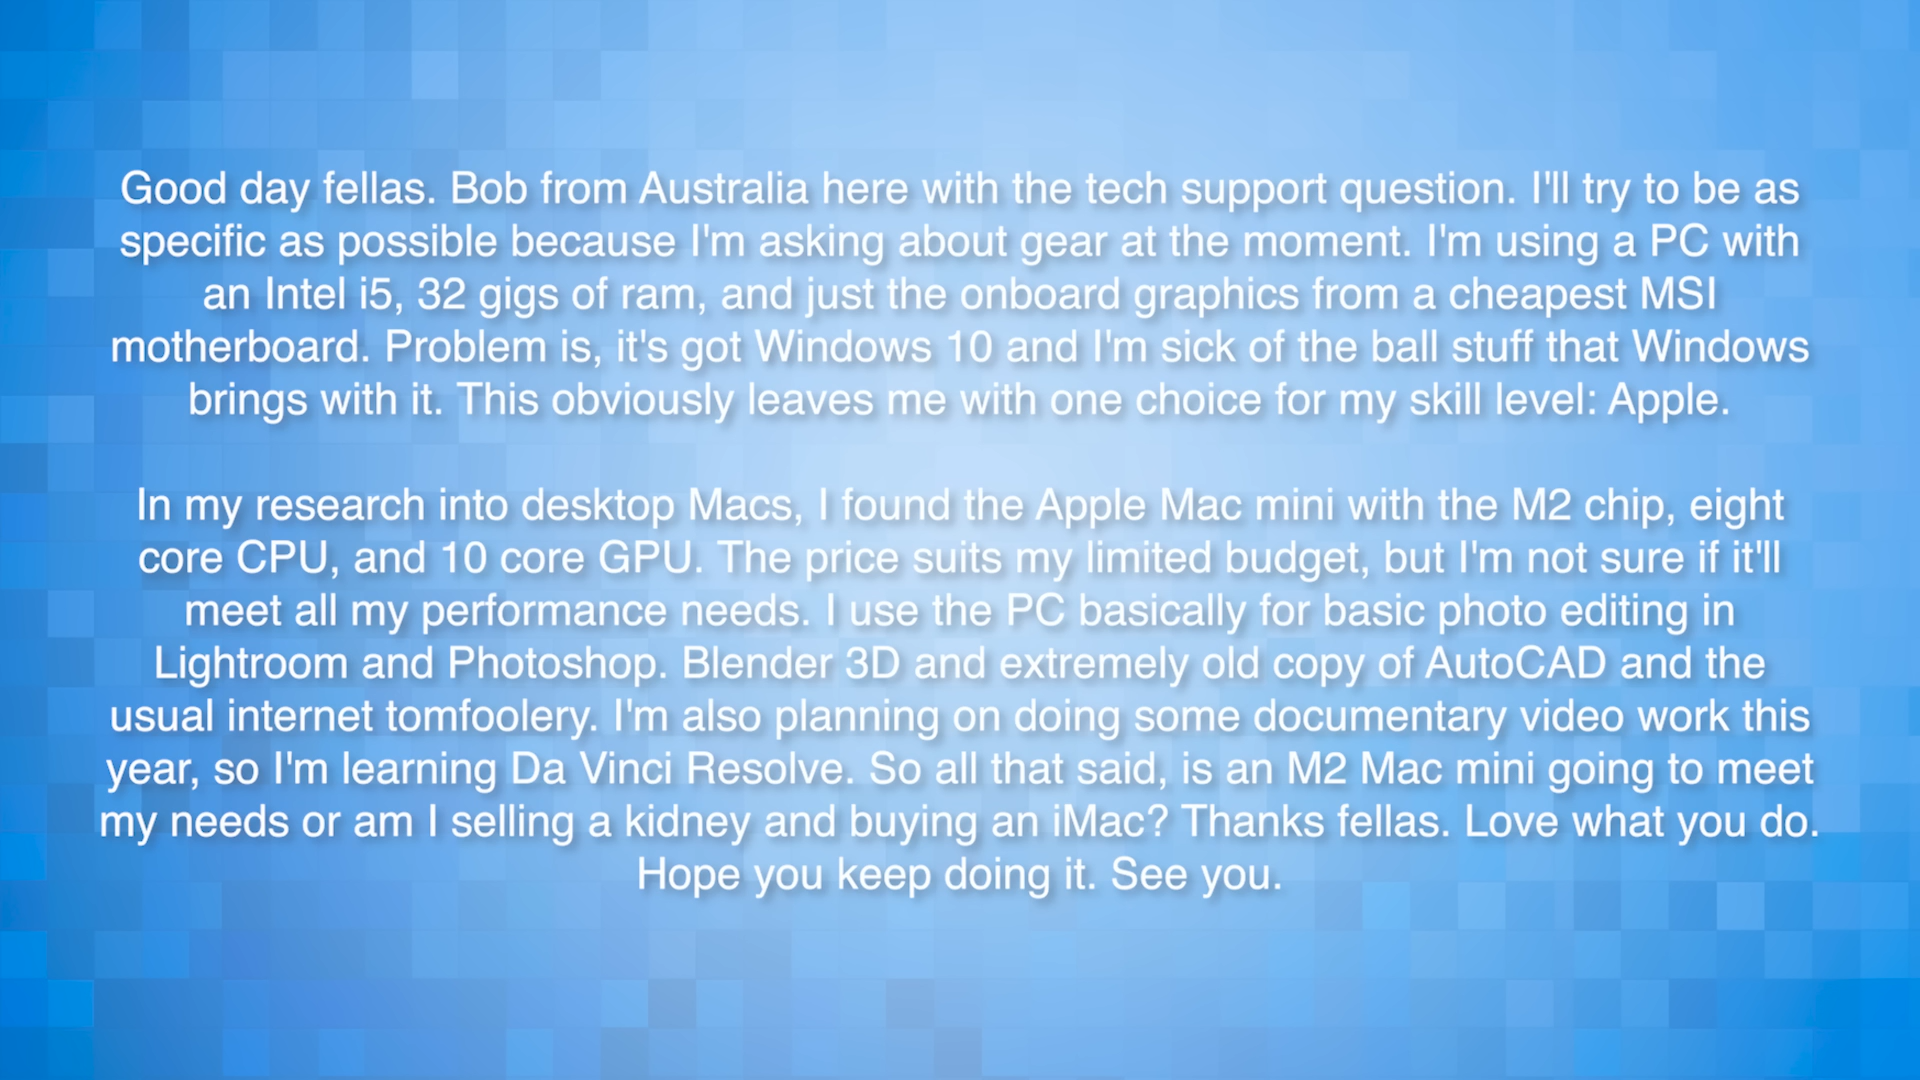 Good day fellas. Bob from Australia here with the tech support question. I'll try to be as
specific as possible because I'm asking about gear at the moment. I'm using a PC with
an Intel i5, 32 gigs of ram, and just the onboard graphics from a cheapest MSI
motherboard. Problem is, it's got Windows 10 and I'm sick of the ball stuff that Windows
brings with it. This obviously leaves me with one choice for my skill level: Apple.
In my research into desktop Macs, I found the Apple Mac mini with the M2 chip, eight
core CPU, and 10 core GPU. The price suits my limited budget, but I'm not sure if it'll
meet all my performance needs. I use the PC basically for basic photo editing in
Lightroom and Photoshop. Blender 3D and extremely old copy of AutoCAD and the
usual internet tomfoolery. I'm also planning on doing some documentary video work this
year, so I'm learning Da Vinci Resolve. So all that said, is an M2 Mac mini going to meet
my needs or am I selling a kidney and buying an iMac? Thanks fellas. Love what you do.
Hope you keep doing it. See you.